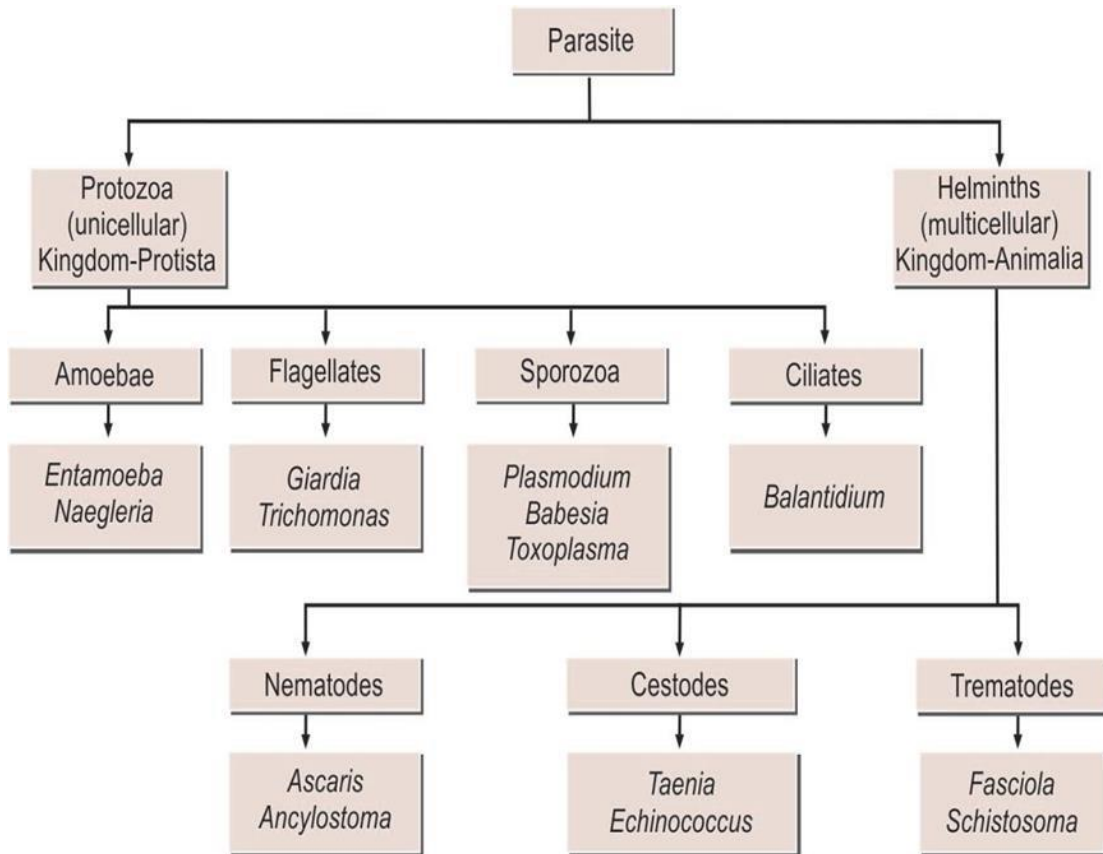 Parasite
Protozoa
(unicellular)
Kingdom-Protista
Helminths
(multicellular)
Kingdom-Animalia
Amoebae
Flagellates
Sporozoa
Ciliates
Entamoeba
Naegleria
Giardia
Trichomonas
Plasmodium
Babesia
Toxoplasma
Balantidium
Nematodes
Cestodes
Trematodes
Ascaris
Ancylostoma
Taenia
Echinococcus
Fasciola
Schistosoma